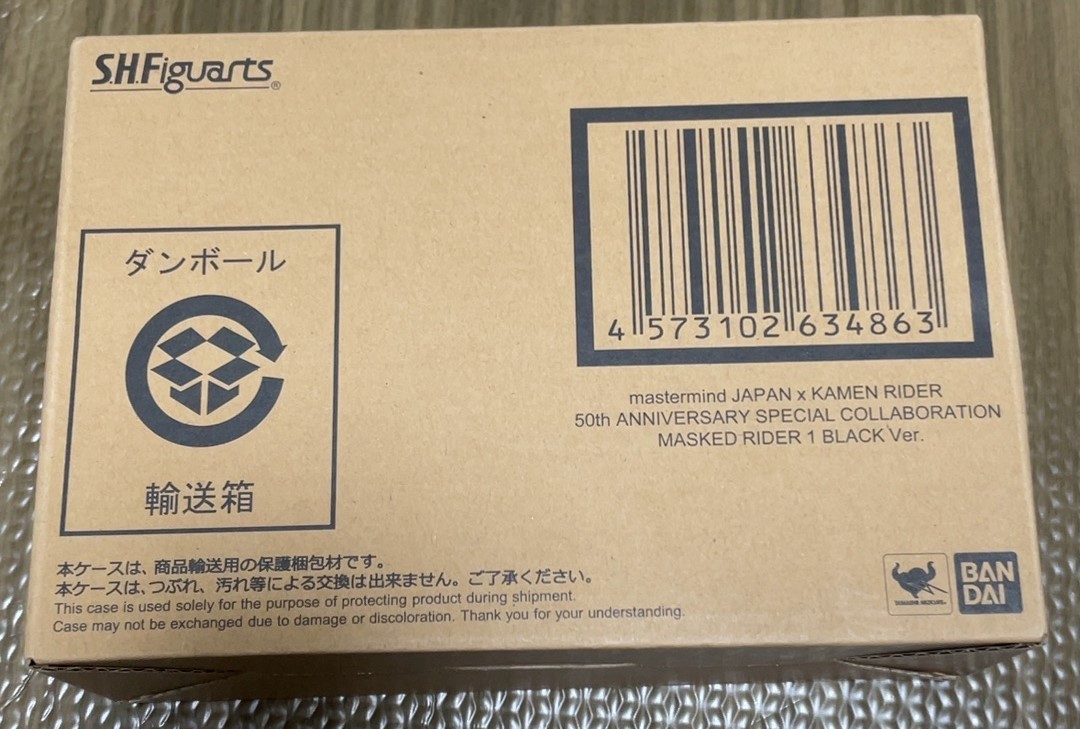 S.H.Figuarts®
4 573102 634863
mastermind JAPAN x KAMEN RIDER
50th ANNIVERSARY SPECIAL COLLABORATION
MASKED RIDER 1 BLACK Ver.
ダンボール
輸送箱
本ケースは、商品輸送用の保護梱包材です。
本ケースは、つぶれ、汚れ等による交換は出来ません。ご了承ください。
This case is used solely for the purpose of protecting product during shipment.
Case may not be exchanged due to damage or discoloration. Thank you for your understanding.
BAN
DAI